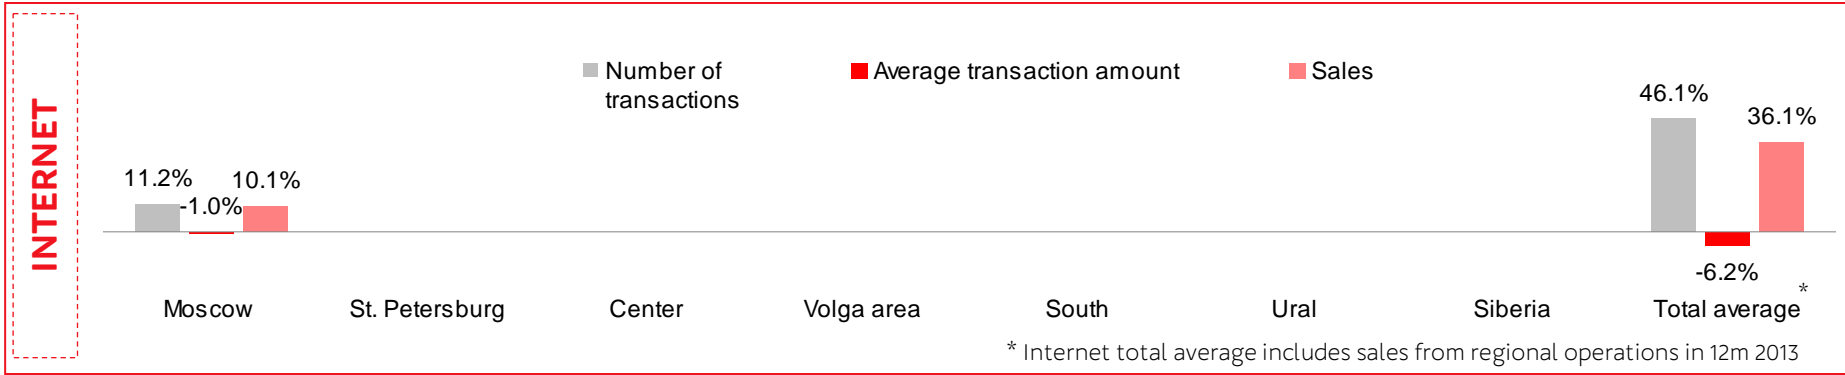 INTERNET
Number of
transactions
Average transaction amount
Sales
11.2%
-1.0%
10.1%
46.1%
-6.2%
36.1%
Moscow
St. Petersburg
Center
Volga area
South
Ural
Siberia
Total average*
* Internet total average includes sales from regional operations in 12m 2013